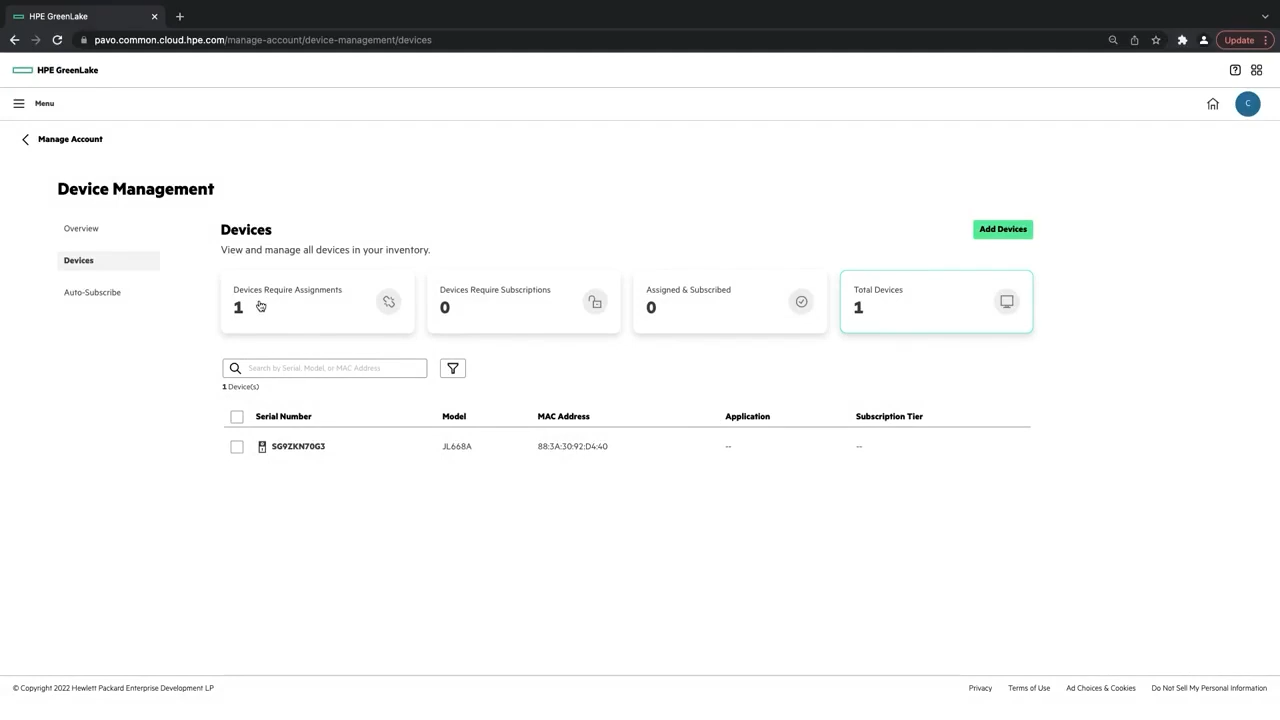 HPE GreenLake
pavo.common.cloud.hpe.com/manage-account/device-management/devices
Update
HPE GreenLake
Menu
C
Manage Account
Device Management
Overview
Devices
Auto-Subscribe
Devices
View and manage all devices in your inventory.
Add Devices
Devices Require Assignments
1
Devices Require Subscriptions
0
Assigned & Subscribed
0
Total Devices
1
Search by Serial, Model, or MAC Address
1 Device(s)
Serial Number Model MAC Address Application Subscription Tier
SG9ZKN70G3 JL668A 88:3A:30:92:D4:40 -- --
© Copyright 2022 Hewlett Packard Enterprise Development LP
Privacy Terms of Use Ad Choices & Cookies Do Not Sell My Personal Information